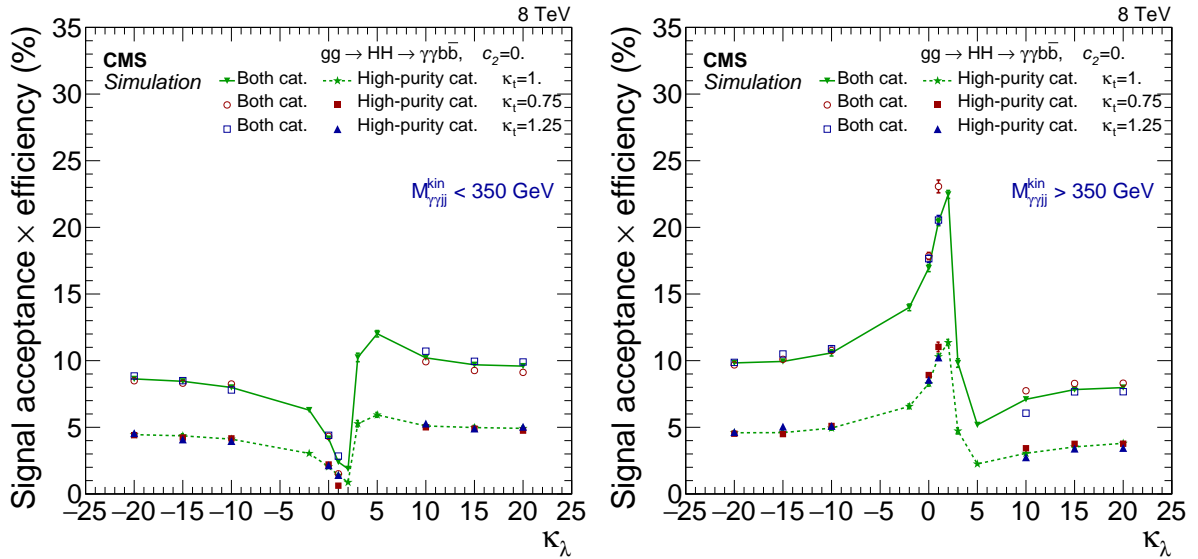 8 TeV
Signal acceptance × efficiency (%)
35
30
25
20
15
10
5
0
CMS
Simulation
gg → HH → γγbb̄, c₂=0.
Both cat. High-purity cat. κₜ=1.
Both cat. High-purity cat. κₜ=0.75
Both cat. High-purity cat. κₜ=1.25
M^kin_γγjj < 350 GeV
−25 −20 −15 −10 −5 0 5 10 15 20 25
κ_λ
8 TeV
Signal acceptance × efficiency (%)
35
30
25
20
15
10
5
0
CMS
Simulation
gg → HH → γγbb̄, c₂=0.
Both cat. High-purity cat. κₜ=1.
Both cat. High-purity cat. κₜ=0.75
Both cat. High-purity cat. κₜ=1.25
M^kin_γγjj > 350 GeV
−25 −20 −15 −10 −5 0 5 10 15 20 25
κ_λ